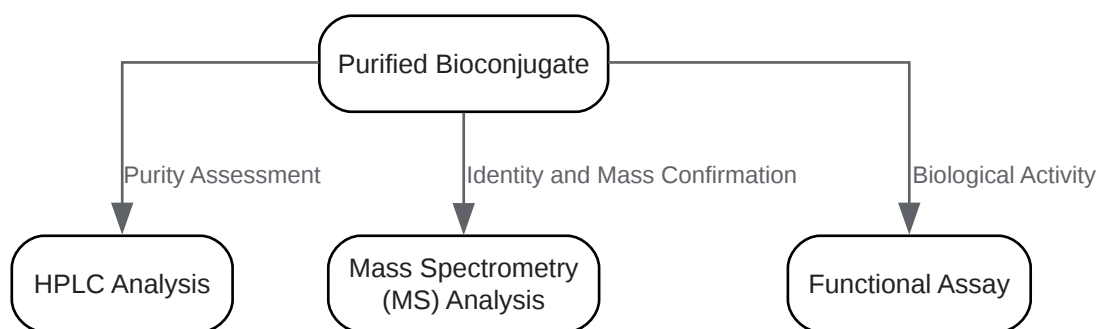 Purified Bioconjugate
Purity Assessment
Identity and Mass Confirmation
Biological Activity
HPLC Analysis
Mass Spectrometry
(MS) Analysis
Functional Assay